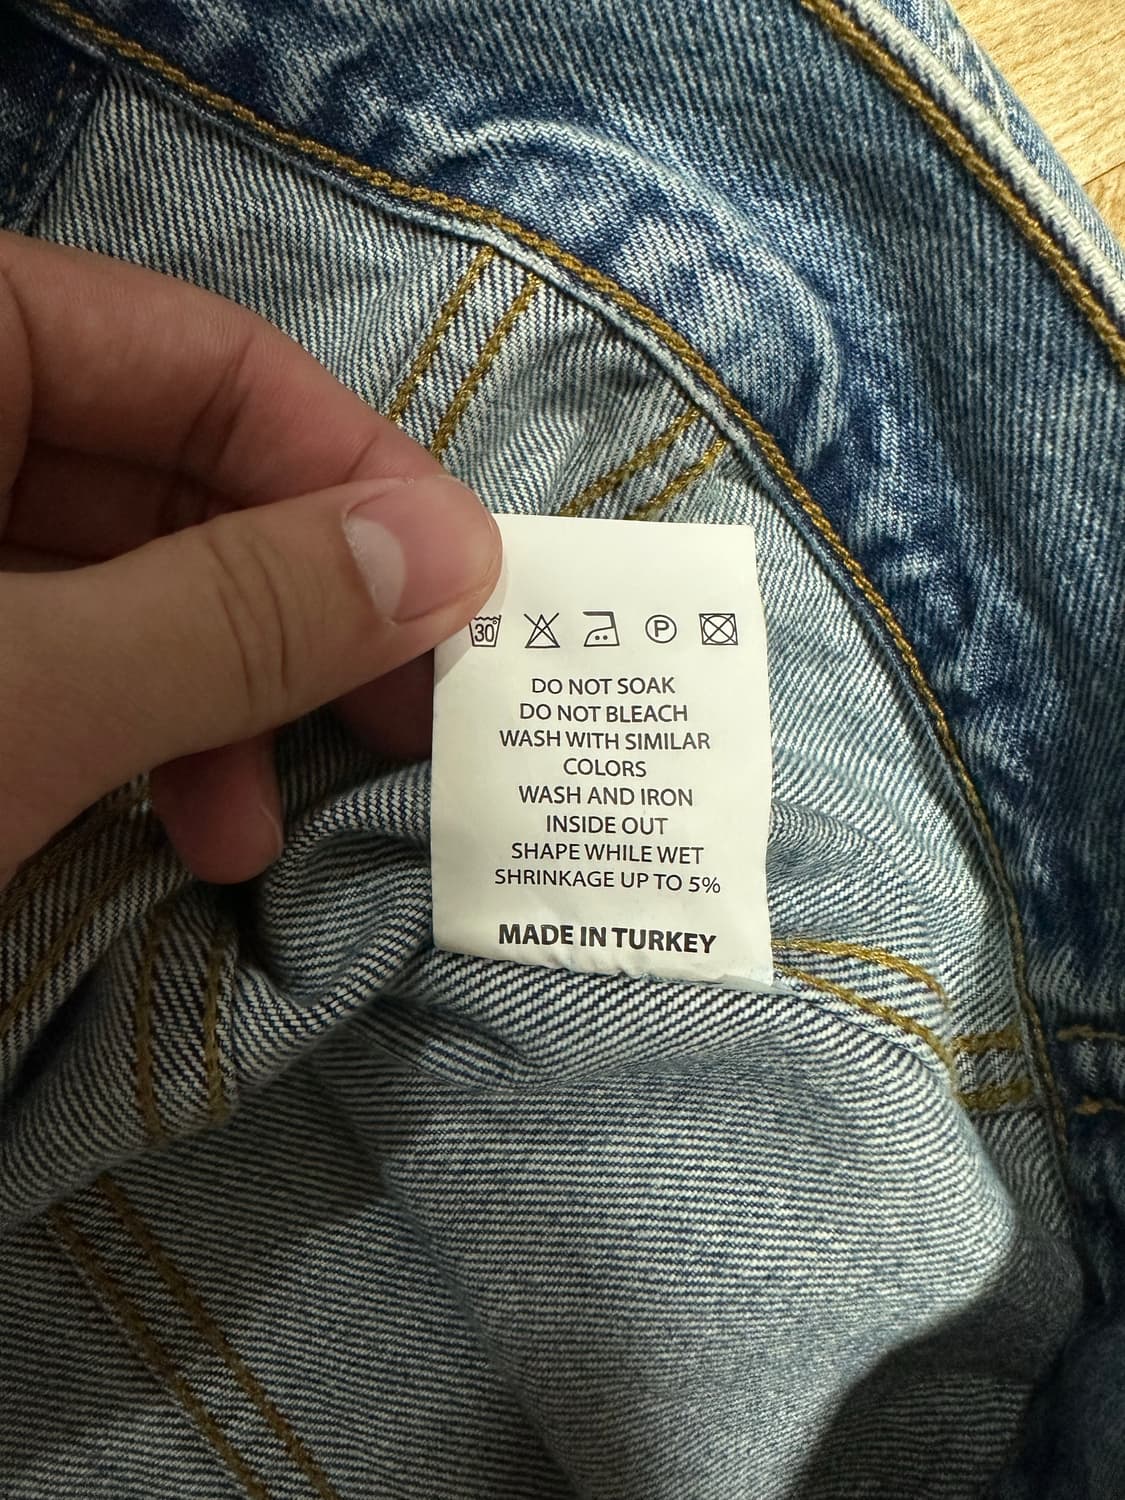 30° P
DO NOT SOAK
DO NOT BLEACH
WASH WITH SIMILAR
COLORS
WASH AND IRON
INSIDE OUT
SHAPE WHILE WET
SHRINKAGE UP TO 5%
MADE IN TURKEY